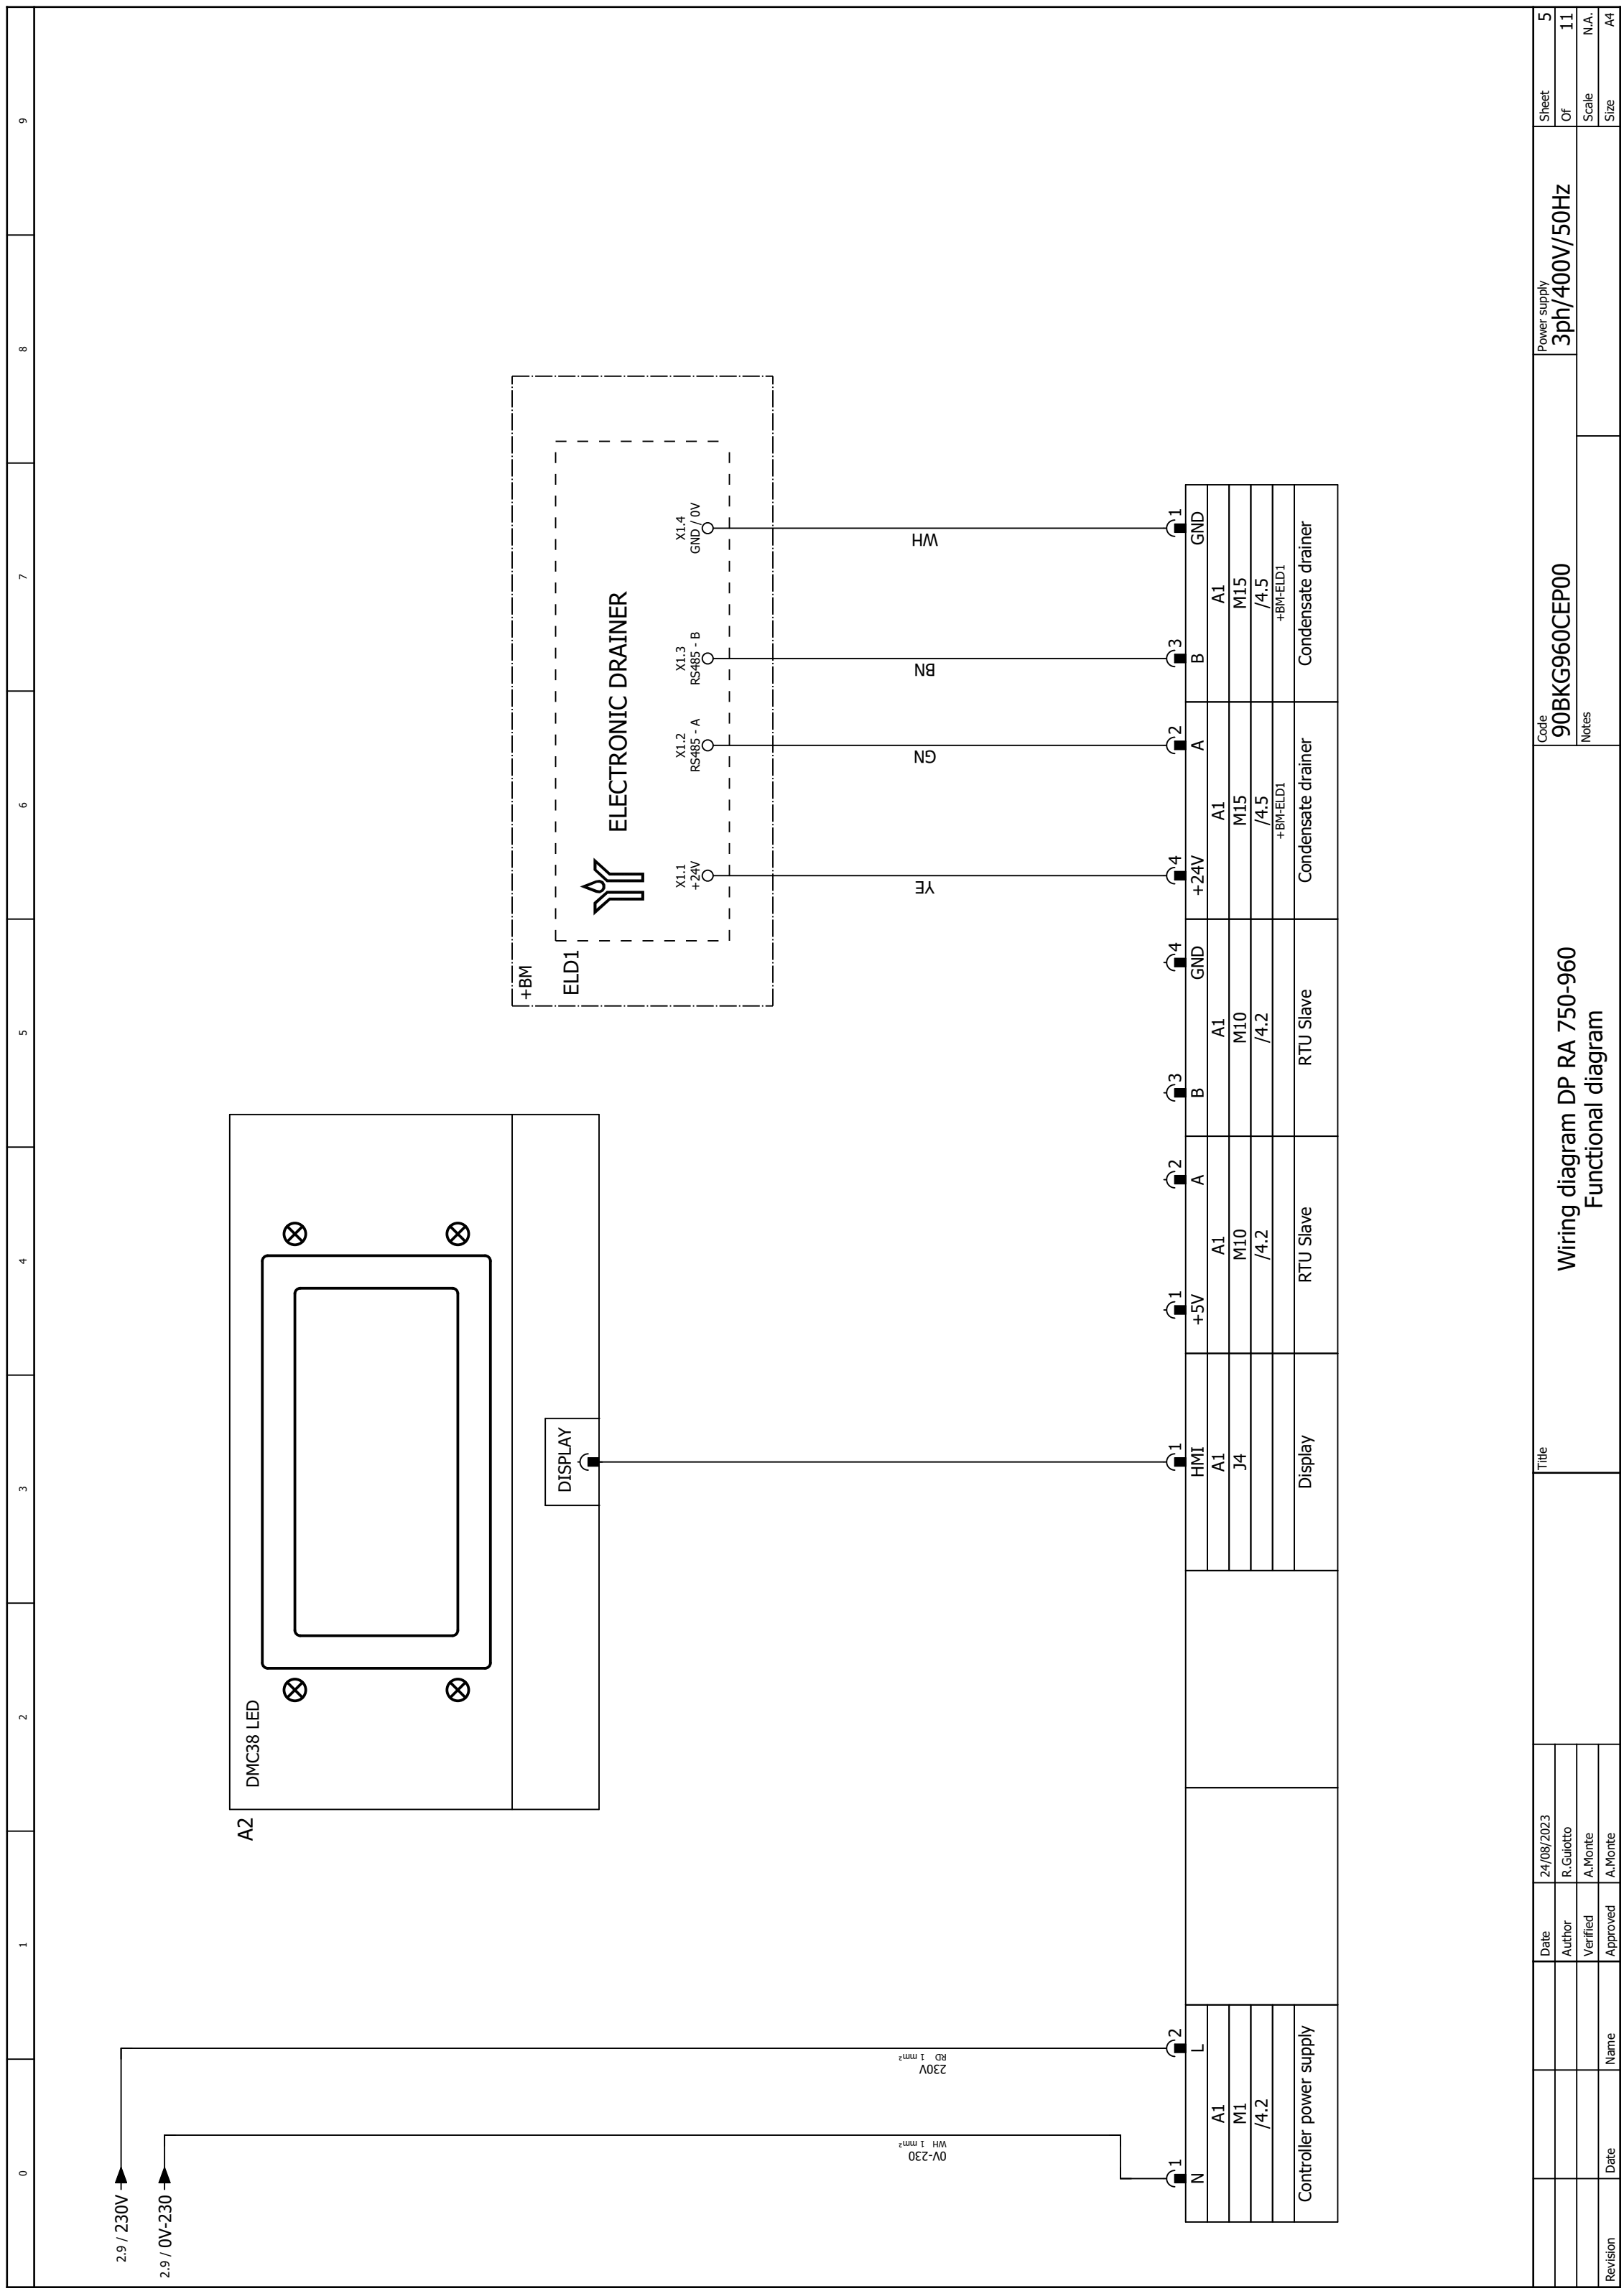 0 1 2 3 4 5 6 7 8 9
2.9 / 230V
2.9 / 0V-230
A2
DMC38 LED
DISPLAY
+BM
ELD1
ELECTRONIC DRAINER
X1.1
+24V
X1.2
RS485 - A
X1.3
RS485 - B
X1.4
GND / 0V
0V-230
WH 1 mm²
230V
RD 1 mm²
YE
GN
BN
WH
1 2 1 1 2 3 4 4 2 3 1
N L HMI +5V A B GND +24V A B GND
A1 A1 A1 A1 A1 A1
M1 J4 M10 M10 M15 M15
/4.2 /4.2 /4.2 /4.5 /4.5
+BM-ELD1 +BM-ELD1
Controller power supply Display RTU Slave RTU Slave Condensate drainer Condensate drainer
Revision Date Name
Date 24/08/2023
Author R.Guiotto
Verified A.Monte
Approved A.Monte
Title
Wiring diagram DP RA 750-960
Functional diagram
Code
90BKG960CEP00
Notes
Power supply
3ph/400V/50Hz
Sheet 5
Of 11
Scale N.A.
Size A4